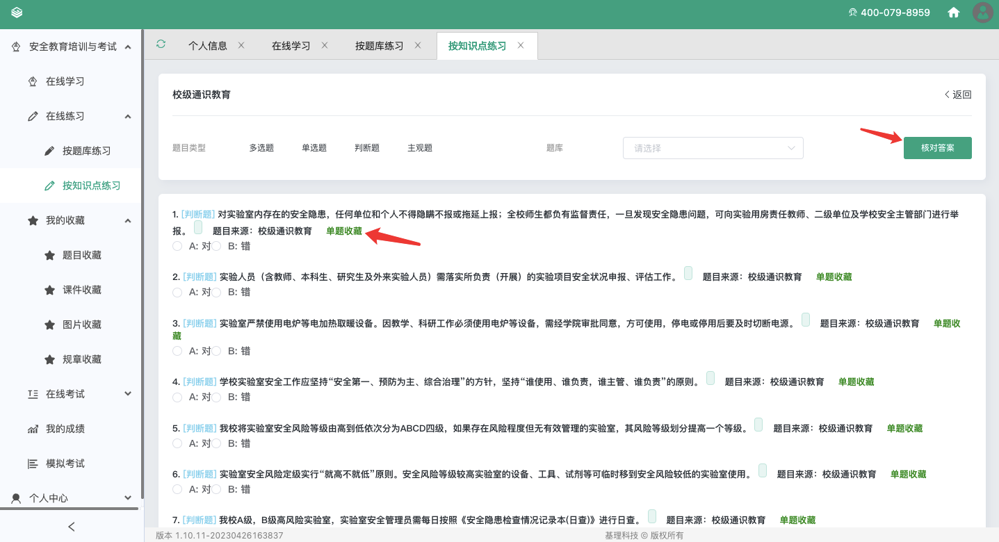 400-079-8959
安全教育培训与考试
在线学习
在线练习
按题库练习
按知识点练习
我的收藏
题目收藏
课件收藏
图片收藏
规章收藏
在线考试
我的成绩
模拟考试
个人中心
个人信息 在线学习 按题库练习 按知识点练习
校级通识教育 返回
题目类型 多选题 单选题 判断题 主观题 题库 请选择 核对答案
1. [判断题] 对实验室内存在的安全隐患，任何单位和个人不得隐瞒不报或拖延上报；全校师生都负有监督责任，一旦发现安全隐患问题，可向实验用房责任教师、二级单位及学校安全主管部门进行举
报。 题目来源：校级通识教育 单题收藏
A: 对 B: 错
2. [判断题] 实验人员（含教师、本科生、研究生及外来实验人员）需落实所负责（开展）的实验项目安全状况申报、评估工作。 题目来源：校级通识教育 单题收藏
A: 对 B: 错
3. [判断题] 实验室严禁使用电炉等电加热取暖设备。因教学、科研工作必须使用电炉等设备，需经学院审批同意，方可使用，停电或停用后要及时切断电源。 题目来源：校级通识教育 单题收
藏
A: 对 B: 错
4. [判断题] 学校实验室安全工作应坚持“安全第一、预防为主、综合治理”的方针，坚持“谁使用、谁负责，谁主管、谁负责”的原则。 题目来源：校级通识教育 单题收藏
A: 对 B: 错
5. [判断题] 我校将实验室安全风险等级由高到低依次分为ABCD四级，如果存在风险程度但无有效管理的实验室，其风险等级划分提高一个等级。 题目来源：校级通识教育 单题收藏
A: 对 B: 错
6. [判断题] 实验室安全风险定级实行“就高不就低”原则。安全风险等级较高实验室的设备、工具、试剂等可临时移到安全风险较低的实验室使用。 题目来源：校级通识教育 单题收藏
A: 对 B: 错
7. [判断题] 我校A级，B级高风险实验室，实验室安全管理员需每日按照《安全隐患检查情况记录本(日查)》进行日查。 题目来源：校级通识教育 单题收藏
版本 1.10.11-20230426163837 基理科技 © 版权所有